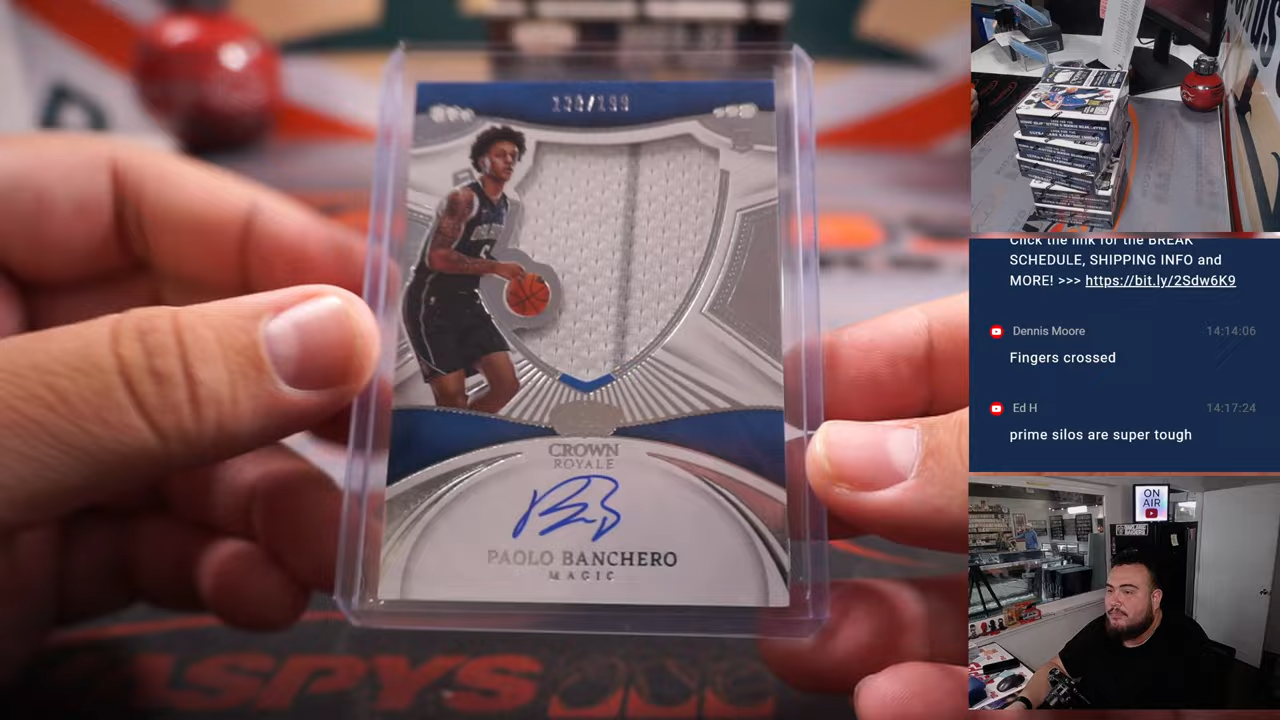 CROWN
ROYALE
PAOLO BANCHERO
MAGIC
ASPYS
Click the link for the BREAK
SCHEDULE, SHIPPING INFO and
MORE! >>> https://bit.ly/2Sdw6K9
Dennis Moore 14:14:06
Fingers crossed
Ed H 14:17:24
prime silos are super tough
ON
AIR